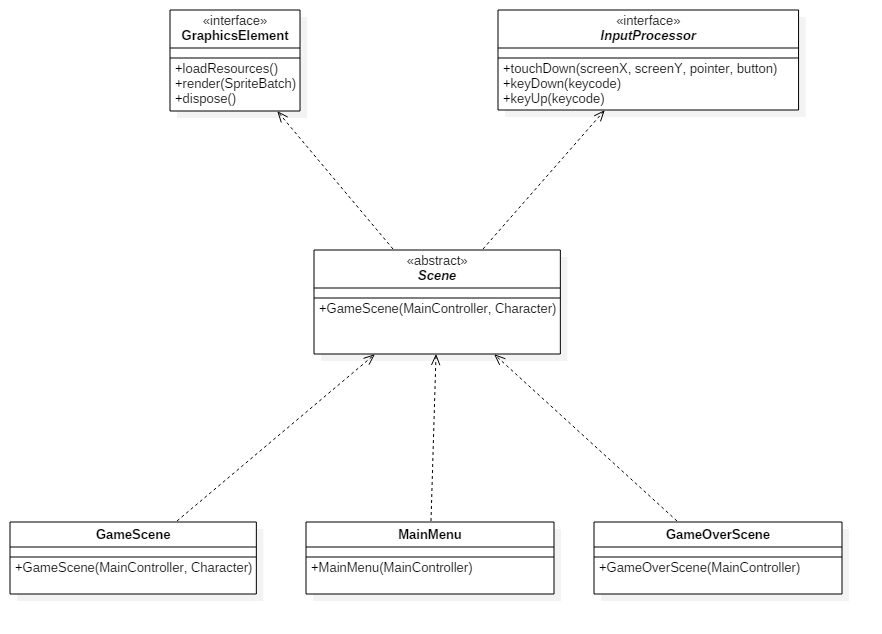 «interface»
GraphicsElement
+loadResources()
+render(SpriteBatch)
+dispose()
«interface»
InputProcessor
+touchDown(screenX, screenY, pointer, button)
+keyDown(keycode)
+keyUp(keycode)
«abstract»
Scene
+GameScene(MainController, Character)
GameScene
+GameScene(MainController, Character)
MainMenu
+MainMenu(MainController)
GameOverScene
+GameOverScene(MainController)